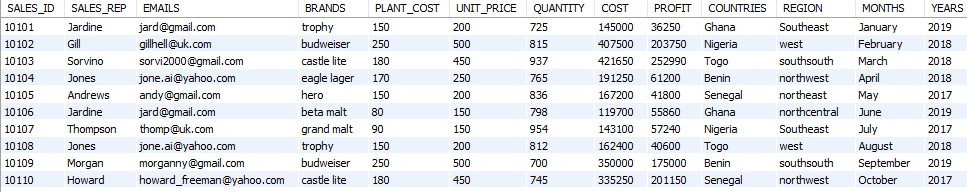 SALES_ID SALES_REP EMAILS BRANDS PLANT_COST UNIT_PRICE QUANTITY COST PROFIT COUNTRIES REGION MONTHS YEARS
10101 Jardine jard@gmail.com trophy 150 200 725 145000 36250 Ghana Southeast January 2019
10102 Gill gillhell@uk.com budweiser 250 500 815 407500 203750 Nigeria west February 2018
10103 Sorvino sorvi2000@gmail.com castle lite 180 450 937 421650 252990 Togo southsouth March 2018
10104 Jones jone.ai@yahoo.com eagle lager 170 250 765 191250 61200 Benin northwest April 2018
10105 Andrews andy@gmail.com hero 150 200 836 167200 41800 Senegal northeast May 2017
10106 Jardine jard@gmail.com beta malt 80 150 798 119700 55860 Ghana northcentral June 2019
10107 Thompson thomp@uk.com grand malt 90 150 954 143100 57240 Nigeria Southeast July 2017
10108 Jones jone.ai@yahoo.com trophy 150 200 812 162400 40600 Togo west August 2018
10109 Morgan morganny@gmail.com budweiser 250 500 700 350000 175000 Benin southsouth September 2019
10110 Howard howard_freeman@yahoo.com castle lite 180 450 745 335250 201150 Senegal northwest October 2017